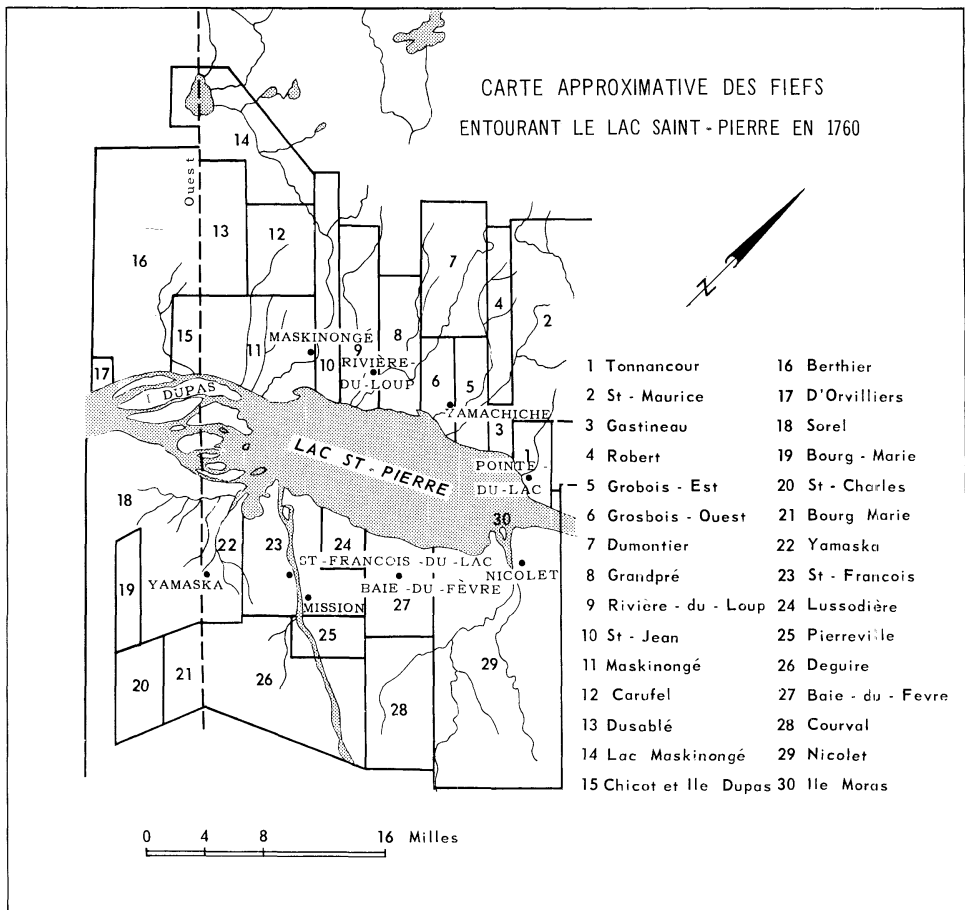 CARTE APPROXIMATIVE DES FIEFS
ENTOURANT LE LAC SAINT-PIERRE EN 1760
N
Ouest
14
13
12
16
7
4
2
15
11
MASKINONGÉ
10
9
8
RIVIÈRE-
DU-LOUP
6
5
YAMACHICHE
17
I DUPAS
3
1
LAC ST-PIERRE
POINTE-
DU-LAC
30
18
22
23
24
ST-FRANCOIS-DU-LAC
NICOLET
19
YAMASKA
BAIE-DU-FÈVRE
MISSION
27
25
20
21
26
28
29
1 Tonnancour
2 St-Maurice
3 Gastineau
4 Robert
5 Grobois-Est
6 Grosbois-Ouest
7 Dumontier
8 Grandpré
9 Rivière-du-Loup
10 St-Jean
11 Maskinongé
12 Carufel
13 Dusablé
14 Lac Maskinongé
15 Chicot et Ile Dupas
16 Berthier
17 D'Orvilliers
18 Sorel
19 Bourg-Marie
20 St-Charles
21 Bourg Marie
22 Yamaska
23 St-Francois
24 Lussodière
25 Pierreville
26 Deguire
27 Baie-du-Fevre
28 Courval
29 Nicolet
30 Ile Moras
0 4 8 16 Milles